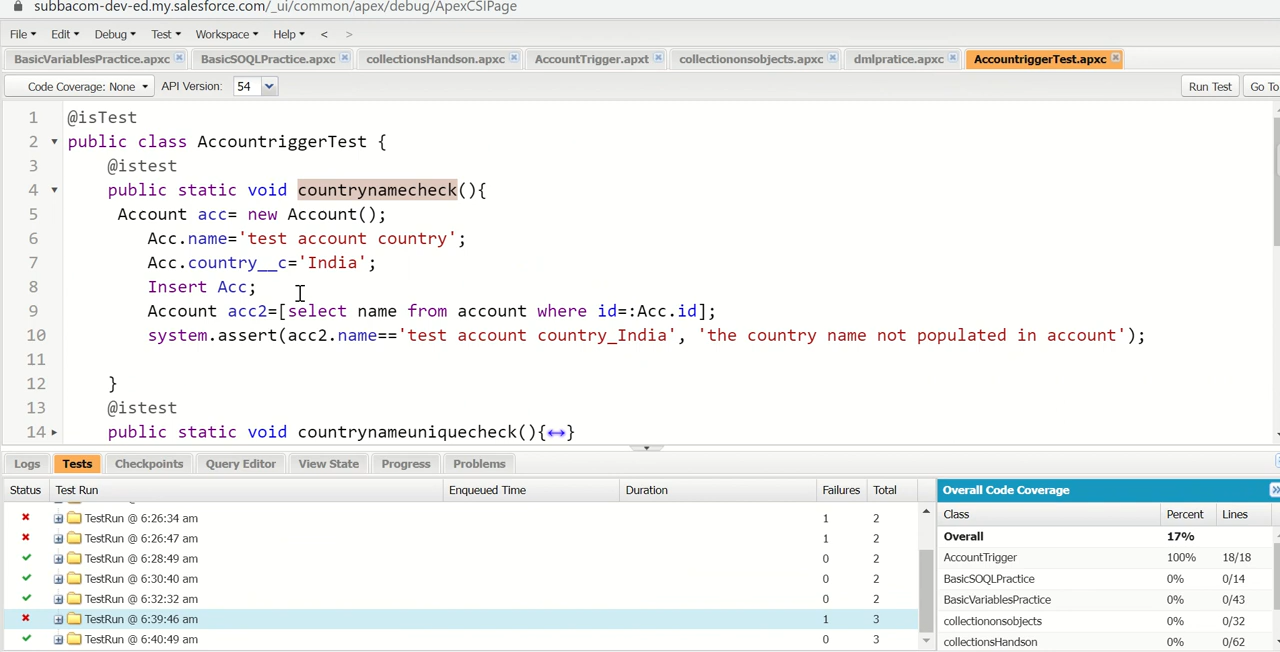 subbacom-dev-ed.my.salesforce.com/_ui/common/apex/debug/ApexCSIPage
File Edit Debug Test Workspace Help < >
BasicVariablesPractice.apxc BasicSOQLPractice.apxc collectionsHandson.apxc AccountTrigger.apxt collectiononsobjects.apxc dmlpratice.apxc AccountriggerTest.apxc
Code Coverage: None API Version: 54 Run Test Go To
1 @isTest
2 public class AccountriggerTest {
3 @istest
4 public static void countrynamecheck(){
5 Account acc= new Account();
6 Acc.name='test account country';
7 Acc.country__c='India';
8 Insert Acc;
9 Account acc2=[select name from account where id=:Acc.id];
10 system.assert(acc2.name=='test account country_India', 'the country name not populated in account');
11
12 }
13 @istest
14 public static void countrynameuniquecheck(){↔}
Logs Tests Checkpoints Query Editor View State Progress Problems
Status Test Run Enqueued Time Duration Failures Total
TestRun @ 6:26:34 am 1 2
TestRun @ 6:26:47 am 1 2
TestRun @ 6:28:49 am 0 2
TestRun @ 6:30:40 am 0 2
TestRun @ 6:32:32 am 0 2
TestRun @ 6:39:46 am 1 3
TestRun @ 6:40:49 am 0 3
Overall Code Coverage
Class Percent Lines
Overall 17%
AccountTrigger 100% 18/18
BasicSOQLPractice 0% 0/14
BasicVariablesPractice 0% 0/43
collectiononsobjects 0% 0/32
collectionsHandson 0% 0/62